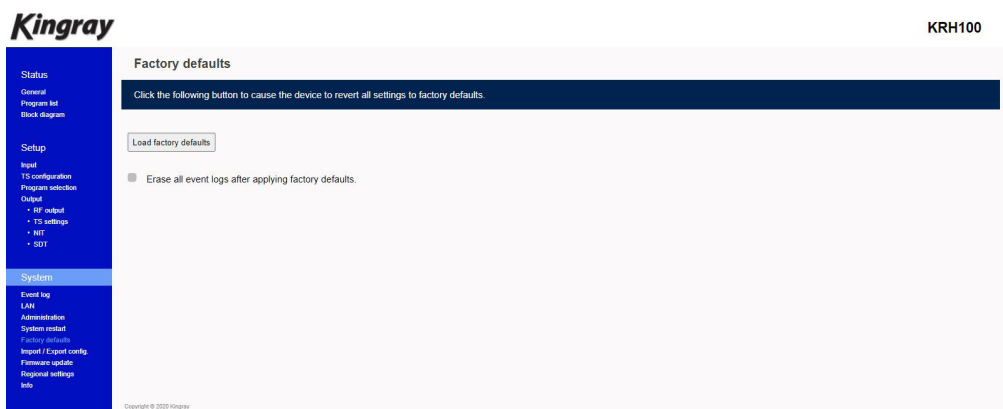 Kingray
KRH100
Status
General
Program list
Block diagram
Setup
Input
TS configuration
Program selection
Output
• RF output
• TS settings
• NIT
• SDT
System
Event log
LAN
Administration
System restart
Factory defaults
Import / Export config.
Firmware update
Regional settings
Info
Factory defaults
Click the following button to cause the device to revert all settings to factory defaults.
Load factory defaults
Erase all event logs after applying factory defaults.
Copyright © 2020 Kingray